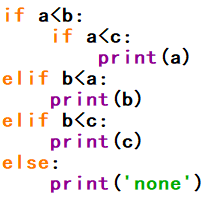 if a<b:
    if a<c:
        print(a)
elif b<a:
    print(b)
elif b<c:
    print(c)
else:
    print('none')